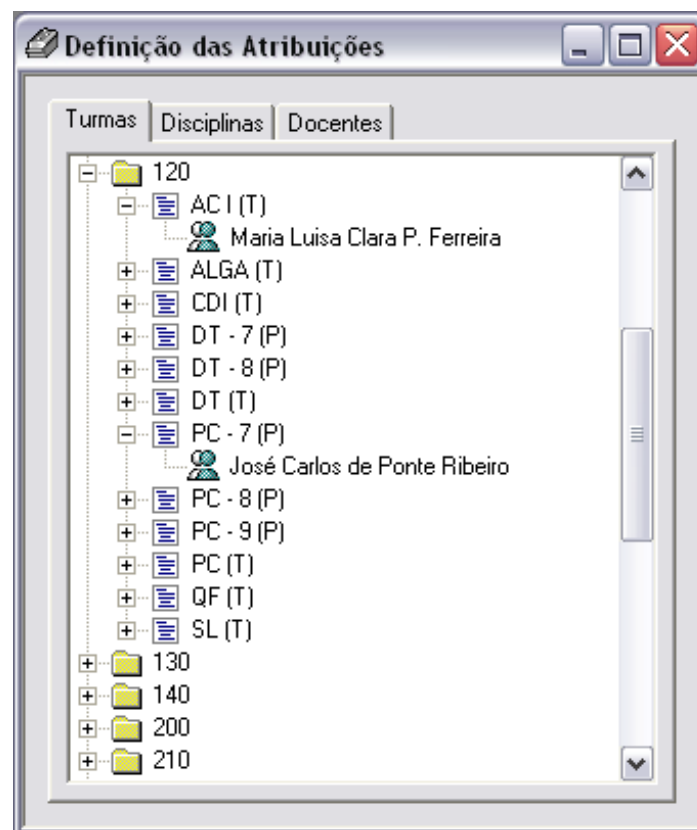 Definição das Atribuições
Turmas Disciplinas Docentes
120
AC I (T)
Maria Luisa Clara P. Ferreira
ALGA (T)
CDI (T)
DT - 7 (P)
DT - 8 (P)
DT (T)
PC - 7 (P)
José Carlos de Ponte Ribeiro
PC - 8 (P)
PC - 9 (P)
PC (T)
QF (T)
SL (T)
130
140
200
210